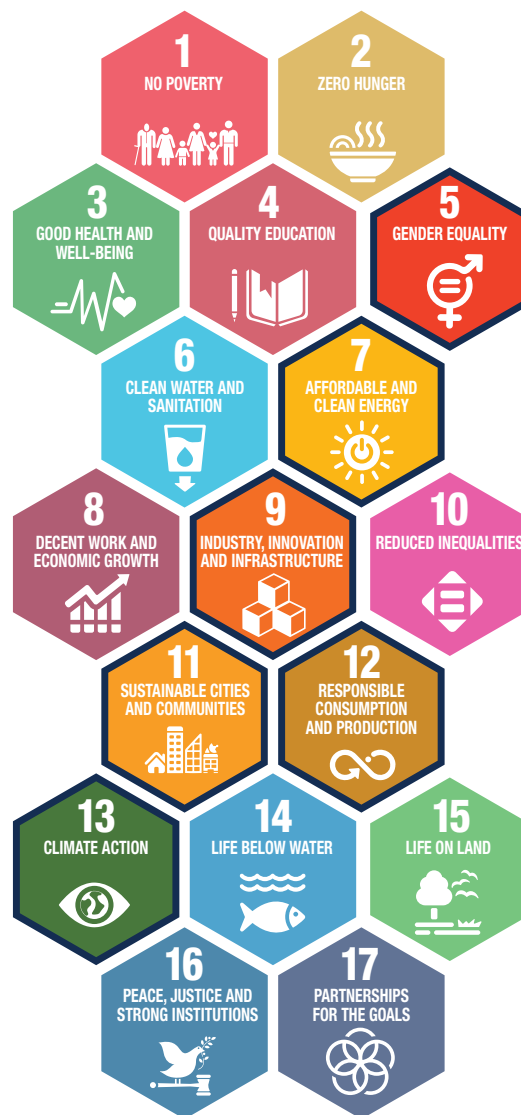 1
NO POVERTY
2
ZERO HUNGER
3
GOOD HEALTH AND
WELL-BEING
4
QUALITY EDUCATION
5
GENDER EQUALITY
6
CLEAN WATER AND
SANITATION
7
AFFORDABLE AND
CLEAN ENERGY
8
DECENT WORK AND
ECONOMIC GROWTH
9
INDUSTRY, INNOVATION
AND INFRASTRUCTURE
10
REDUCED INEQUALITIES
11
SUSTAINABLE CITIES
AND COMMUNITIES
12
RESPONSIBLE
CONSUMPTION
AND PRODUCTION
13
CLIMATE ACTION
14
LIFE BELOW WATER
15
LIFE ON LAND
16
PEACE, JUSTICE AND
STRONG INSTITUTIONS
17
PARTNERSHIPS
FOR THE GOALS